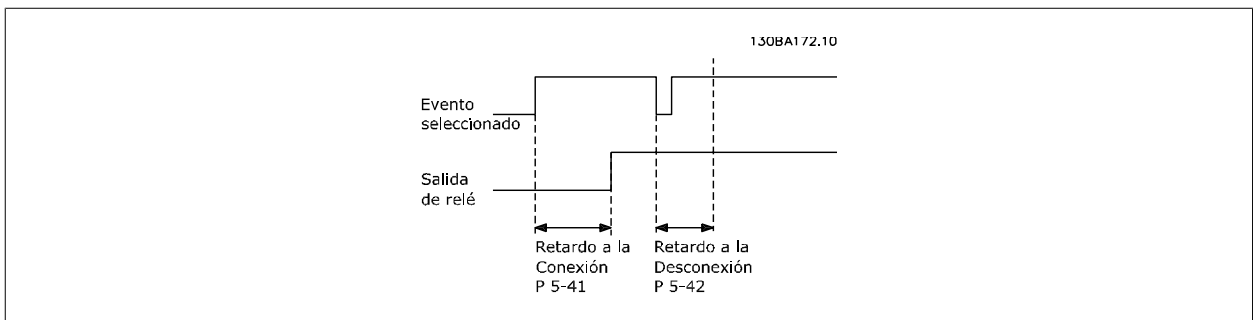 130BA172.10
Evento
seleccionado
Salida
de relé
Retardo a la
Conexión
P 5-41
Retardo a la
Desconexión
P 5-42